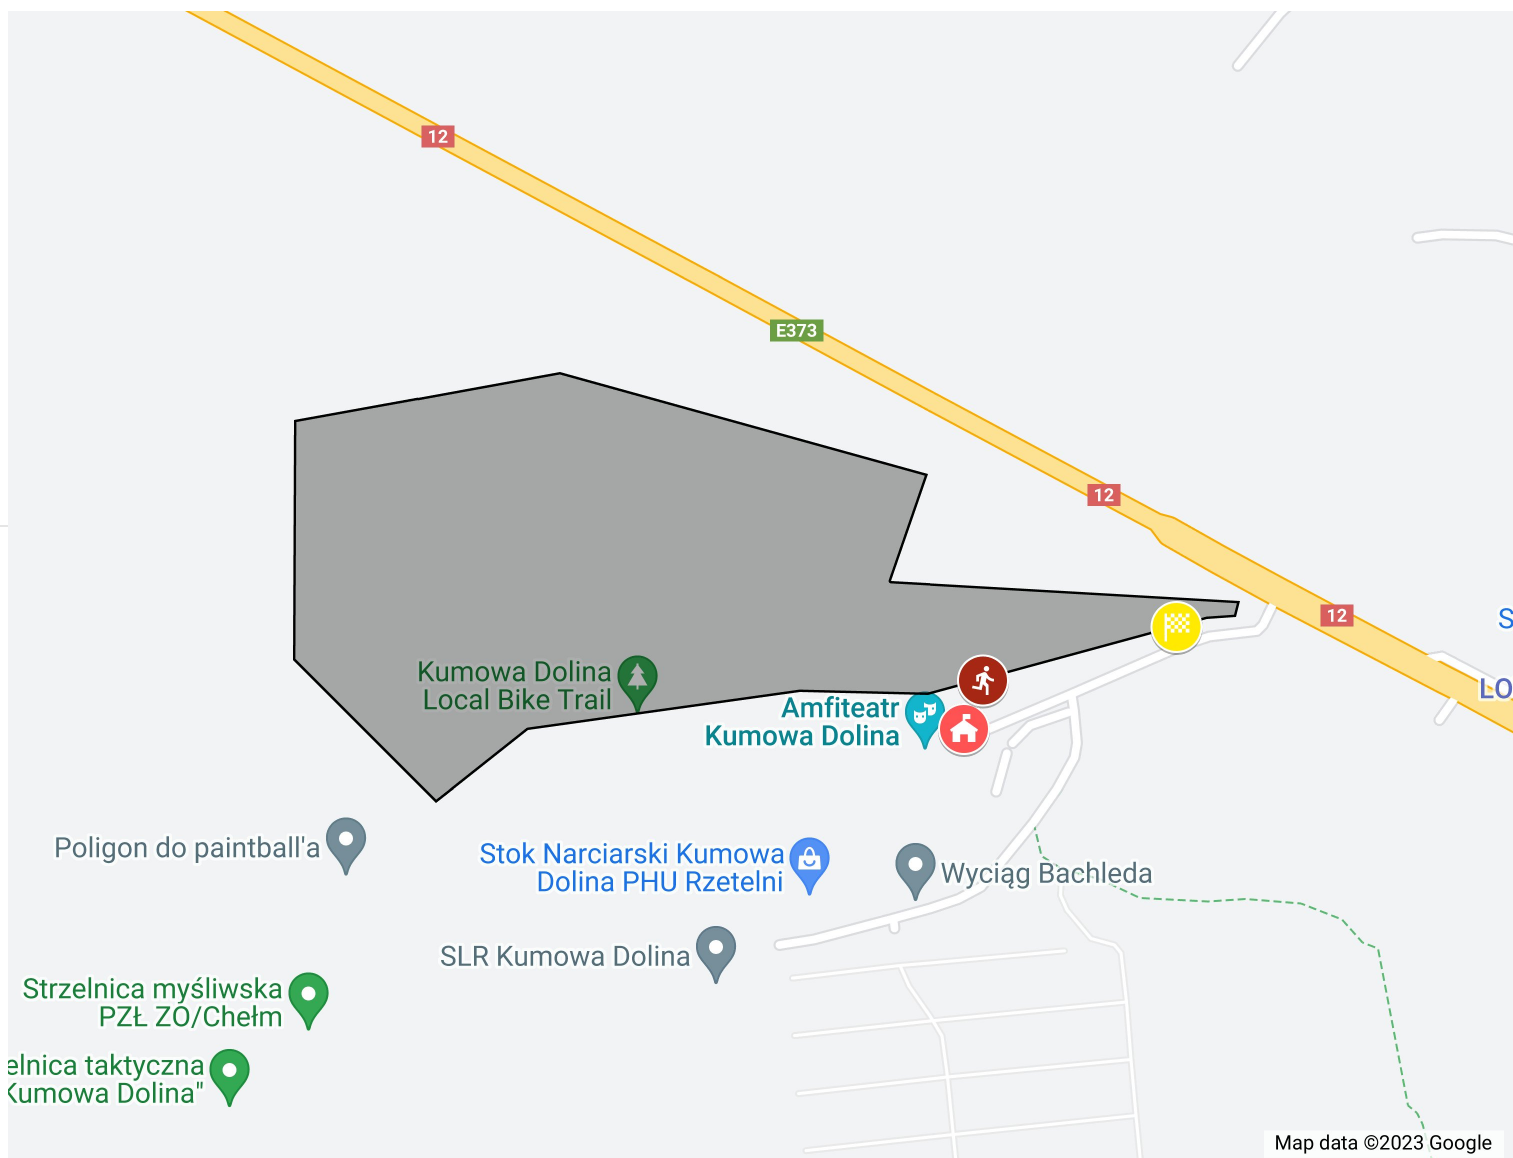 12
E373
12
12
S
LO
Kumowa Dolina
Local Bike Trail
Amfiteatr
Kumowa Dolina
Poligon do paintball'a
Stok Narciarski Kumowa
Dolina PHU Rzetelni
Wyciąg Bachleda
SLR Kumowa Dolina
Strzelnica myśliwska
PZŁ ZO/Chełm
elnica taktyczna
Kumowa Dolina"
Map data ©2023 Google